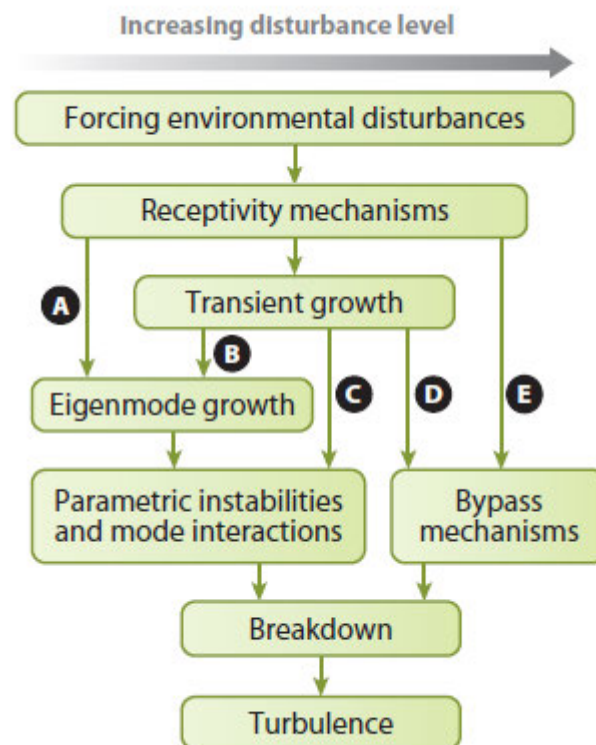 Increasing disturbance level
Forcing environmental disturbances
Receptivity mechanisms
A
Transient growth
B
Eigenmode growth
C
D
E
Parametric instabilities
and mode interactions
Bypass
mechanisms
Breakdown
Turbulence